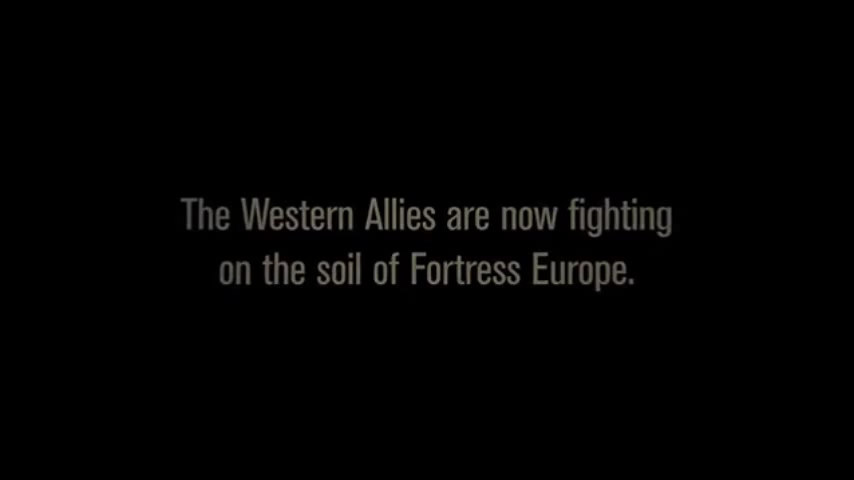 The Western Allies are now fighting
on the soil of Fortress Europe.